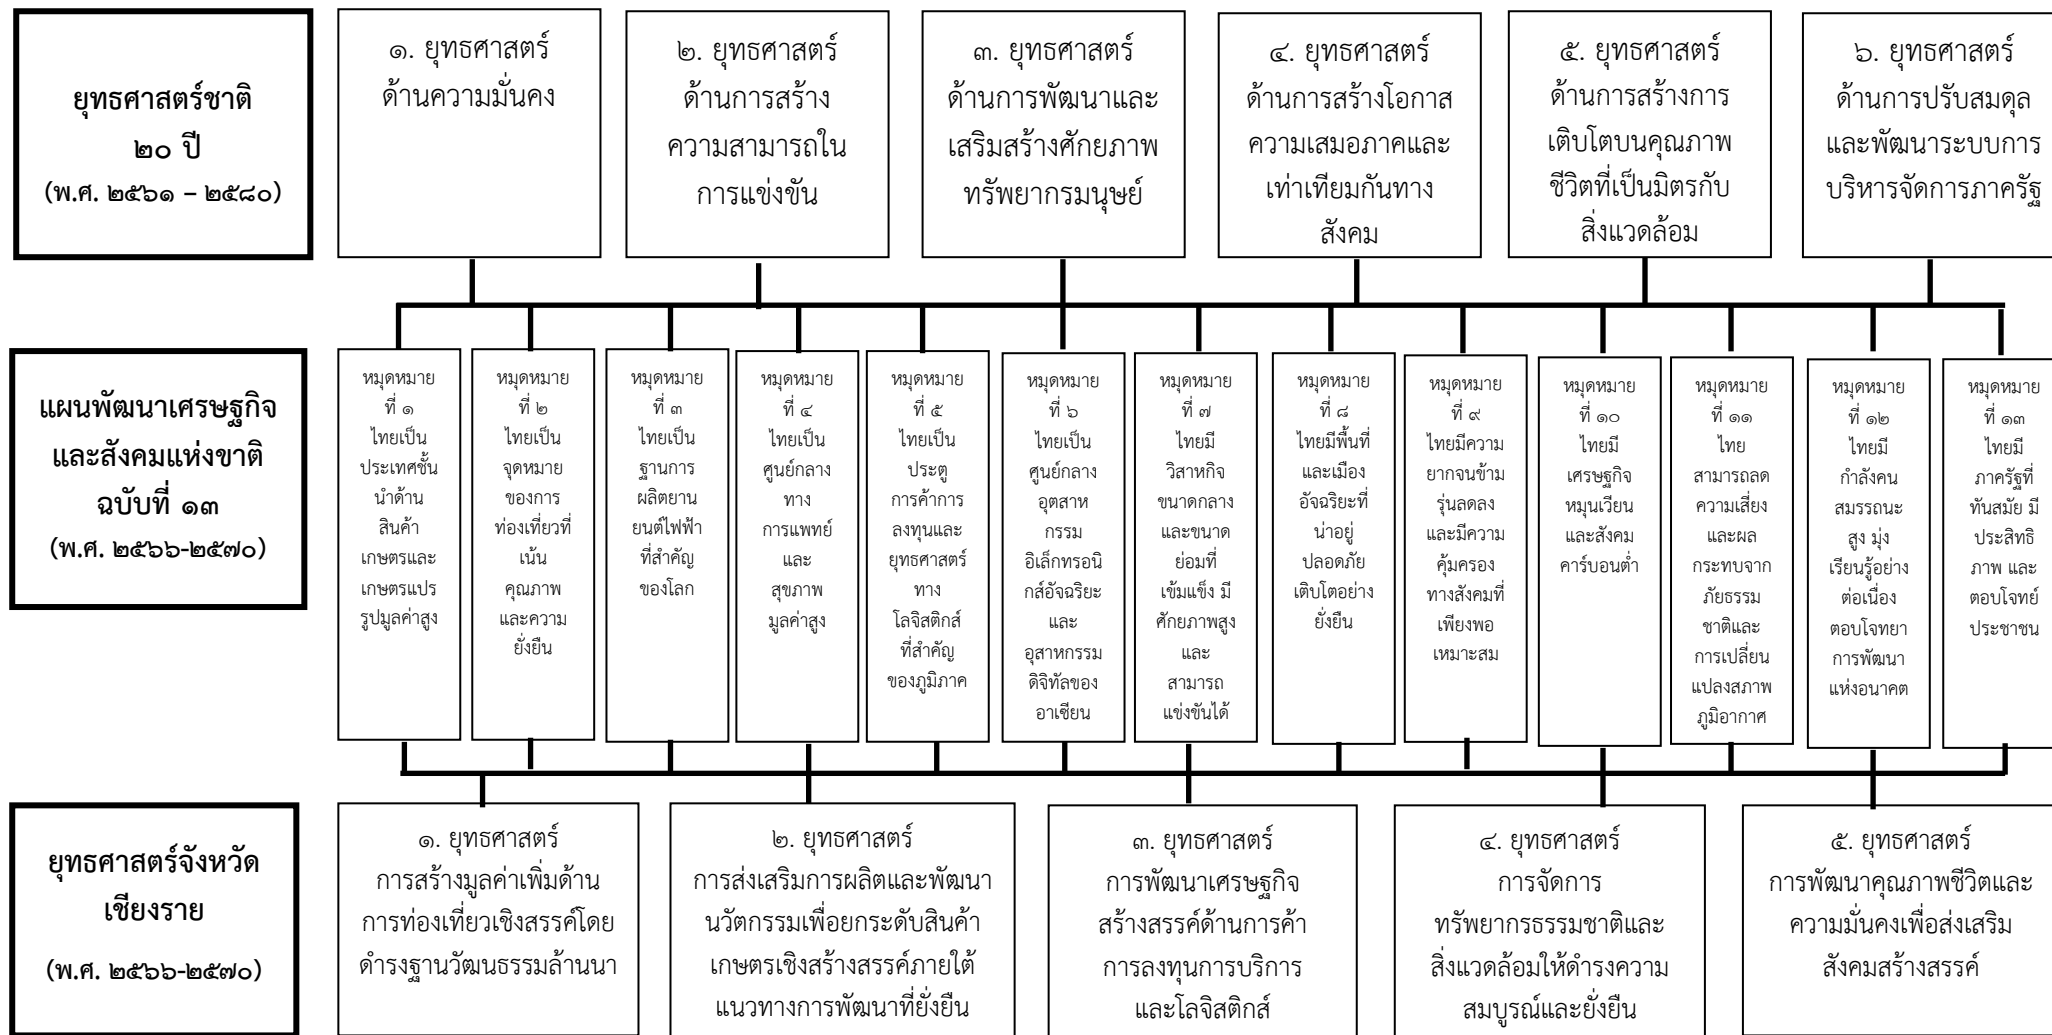 ยุทธศาสตร์ชาติ
๒๐ ปี
(พ.ศ. ๒๕๖๑ – ๒๕๘๐)
๑. ยุทธศาสตร์
ด้านความมั่นคง
๒. ยุทธศาสตร์
ด้านการสร้าง
ความสามารถใน
การแข่งขัน
๓. ยุทธศาสตร์
ด้านการพัฒนาและ
เสริมสร้างศักยภาพ
ทรัพยากรมนุษย์
๔. ยุทธศาสตร์
ด้านการสร้างโอกาส
ความเสมอภาคและ
เท่าเทียมกันทาง
สังคม
๕. ยุทธศาสตร์
ด้านการสร้างการ
เติบโตบนคุณภาพ
ชีวิตที่เป็นมิตรกับ
สิ่งแวดล้อม
๖. ยุทธศาสตร์
ด้านการปรับสมดุล
และพัฒนาระบบการ
บริหารจัดการภาครัฐ
แผนพัฒนาเศรษฐกิจ
และสังคมแห่งชาติ
ฉบับที่ ๑๓
(พ.ศ. ๒๕๖๖-๒๕๗๐)
หมุดหมาย
ที่ ๑
ไทยเป็น
ประเทศชั้น
นำด้าน
สินค้า
เกษตรและ
เกษตรแปร
รูปมูลค่าสูง
หมุดหมาย
ที่ ๒
ไทยเป็น
จุดหมาย
ของการ
ท่องเที่ยวที่
เน้น
คุณภาพ
และความ
ยั่งยืน
หมุดหมาย
ที่ ๓
ไทยเป็น
ฐานการ
ผลิตยาน
ยนต์ไฟฟ้า
ที่สำคัญ
ของโลก
หมุดหมาย
ที่ ๔
ไทยเป็น
ศูนย์กลาง
ทาง
การแพทย์
และ
สุขภาพ
มูลค่าสูง
หมุดหมาย
ที่ ๕
ไทยเป็น
ประตู
การค้าการ
ลงทุนและ
ยุทธศาสตร์
ทาง
โลจิสติกส์
ที่สำคัญ
ของภูมิภาค
หมุดหมาย
ที่ ๖
ไทยเป็น
ศูนย์กลาง
อุตสาห
กรรม
อิเล็กทรอนิ
กส์อัจฉริยะ
และ
อุสาหกรรม
ดิจิทัลของ
อาเซียน
หมุดหมาย
ที่ ๗
ไทยมี
วิสาหกิจ
ขนาดกลาง
และขนาด
ย่อมที่
เข้มแข็ง มี
ศักยภาพสูง
และ
สามารถ
แข่งขันได้
หมุดหมาย
ที่ ๘
ไทยมีพื้นที่
และเมือง
อัจฉริยะที่
น่าอยู่
ปลอดภัย
เติบโตอย่าง
ยั่งยืน
หมุดหมาย
ที่ ๙
ไทยมีความ
ยากจนข้าม
รุ่นลดลง
และมีความ
คุ้มครอง
ทางสังคมที่
เพียงพอ
เหมาะสม
หมุดหมาย
ที่ ๑๐
ไทยมี
เศรษฐกิจ
หมุนเวียน
และสังคม
คาร์บอนต่ำ
หมุดหมาย
ที่ ๑๑
ไทย
สามารถลด
ความเสี่ยง
และผล
กระทบจาก
ภัยธรรม
ชาติและ
การเปลี่ยน
แปลงสภาพ
ภูมิอากาศ
หมุดหมาย
ที่ ๑๒
ไทยมี
กำลังคน
สมรรถนะ
สูง มุ่ง
เรียนรู้อย่าง
ต่อเนื่อง
ตอบโจทยา
การพัฒนา
แห่งอนาคต
หมุดหมาย
ที่ ๑๓
ไทยมี
ภาครัฐที่
ทันสมัย มี
ประสิทธิ
ภาพ และ
ตอบโจทย์
ประชาชน
ยุทธศาสตร์จังหวัด
เชียงราย
(พ.ศ. ๒๕๖๖-๒๕๗๐)
๑. ยุทธศาสตร์
การสร้างมูลค่าเพิ่มด้าน
การท่องเที่ยวเชิงสรรค์โดย
ดำรงฐานวัฒนธรรมล้านนา
๒. ยุทธศาสตร์
การส่งเสริมการผลิตและพัฒนา
นวัตกรรมเพื่อยกระดับสินค้า
เกษตรเชิงสร้างสรรค์ภายใต้
แนวทางการพัฒนาที่ยั่งยืน
๓. ยุทธศาสตร์
การพัฒนาเศรษฐกิจ
สร้างสรรค์ด้านการค้า
การลงทุนการบริการ
และโลจิสติกส์
๔. ยุทธศาสตร์
การจัดการ
ทรัพยากรธรรมชาติและ
สิ่งแวดล้อมให้ดำรงความ
สมบูรณ์และยั่งยืน
๕. ยุทธศาสตร์
การพัฒนาคุณภาพชีวิตและ
ความมั่นคงเพื่อส่งเสริม
สังคมสร้างสรรค์